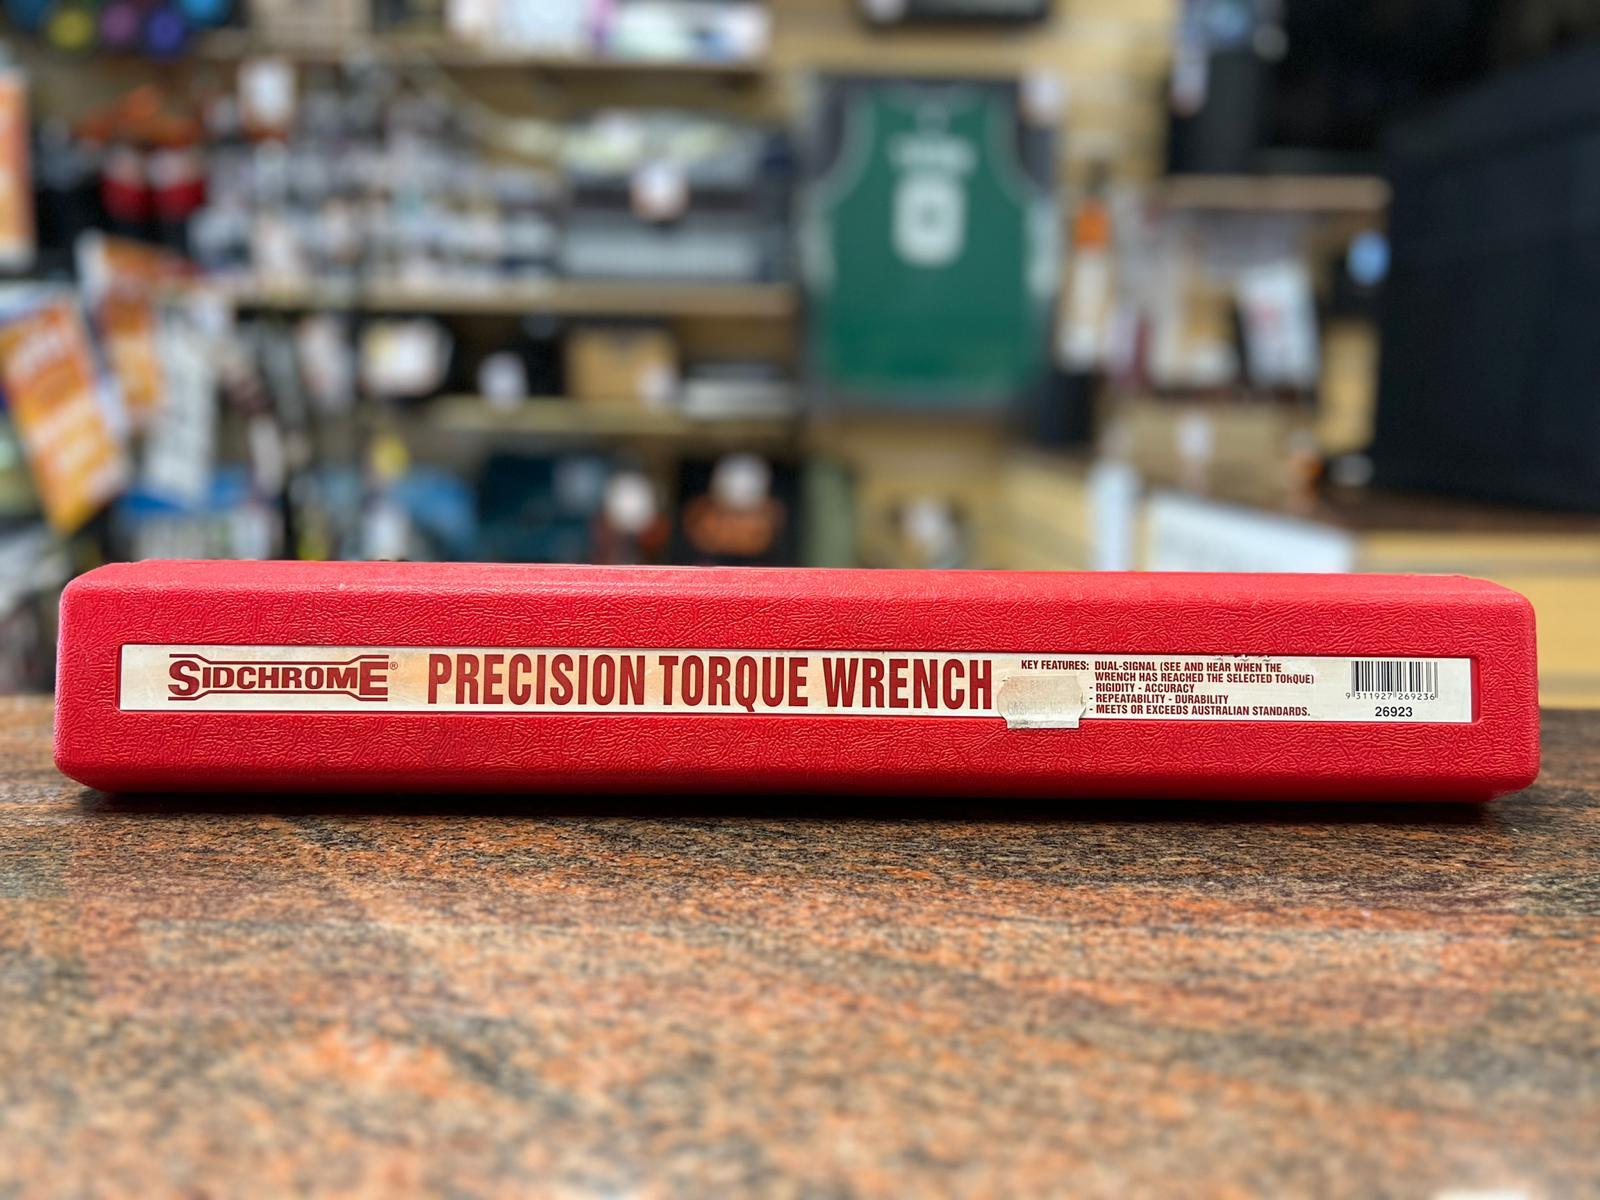 SIDCHROME®
PRECISION TORQUE WRENCH
KEY FEATURES: DUAL-SIGNAL (SEE AND HEAR WHEN THE
WRENCH HAS REACHED THE SELECTED TORQUE)
- RIGIDITY - ACCURACY
- REPEATABILITY - DURABILITY
- MEETS OR EXCEEDS AUSTRALIAN STANDARDS.
9 311927 269236
26923
0